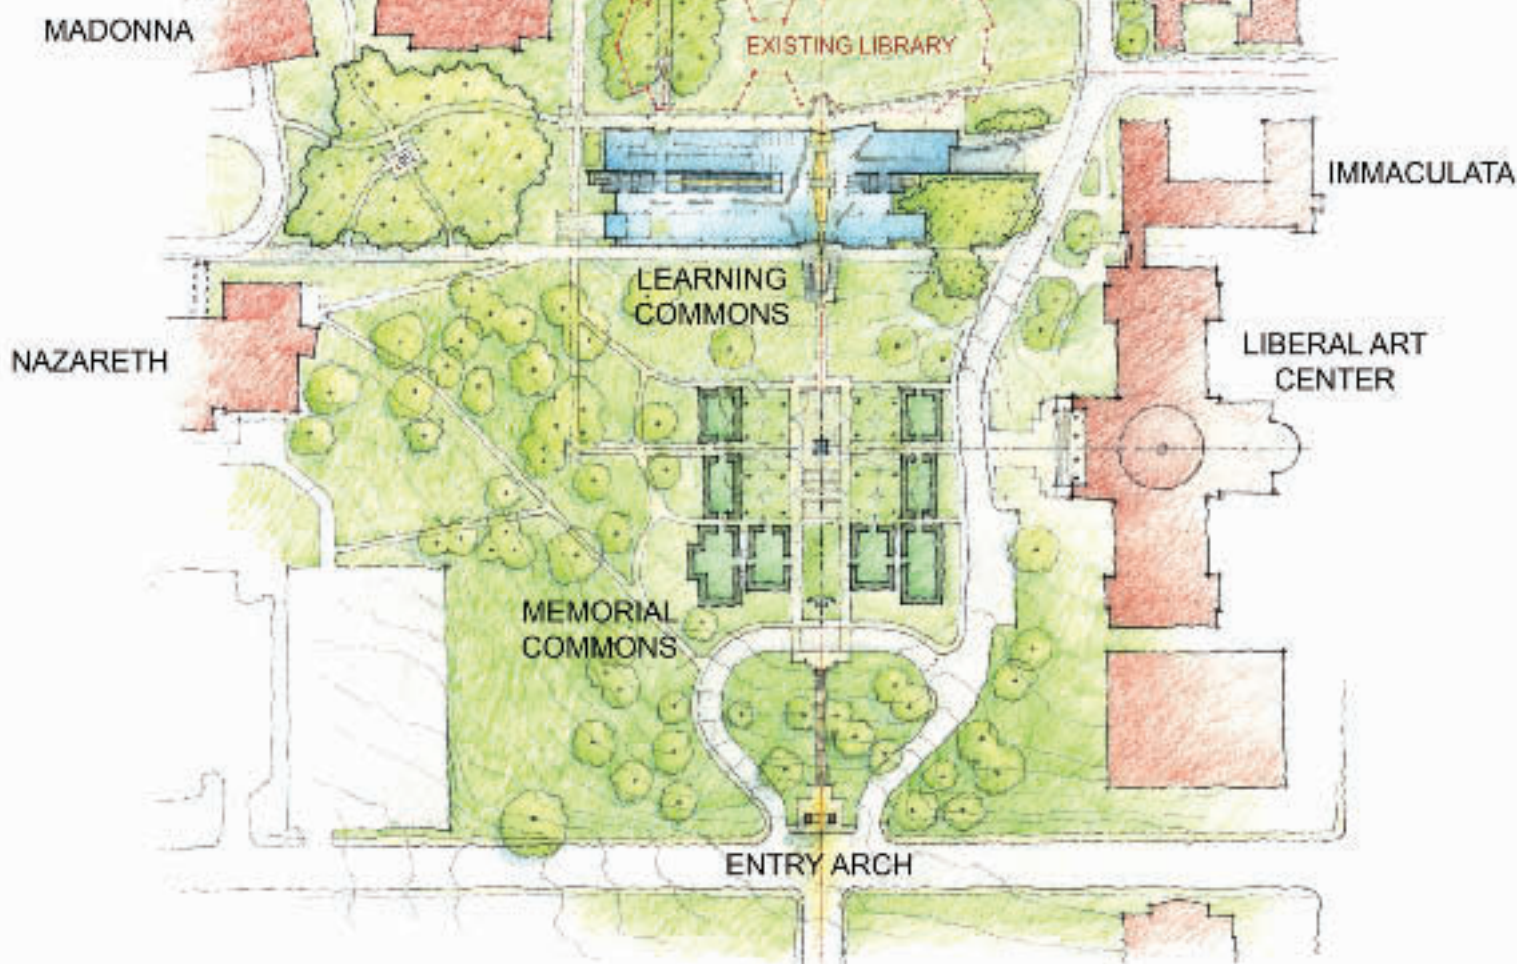 MADONNA
EXISTING LIBRARY
IMMACULATA
LEARNING
COMMONS
NAZARETH
LIBERAL ART
CENTER
MEMORIAL
COMMONS
ENTRY ARCH